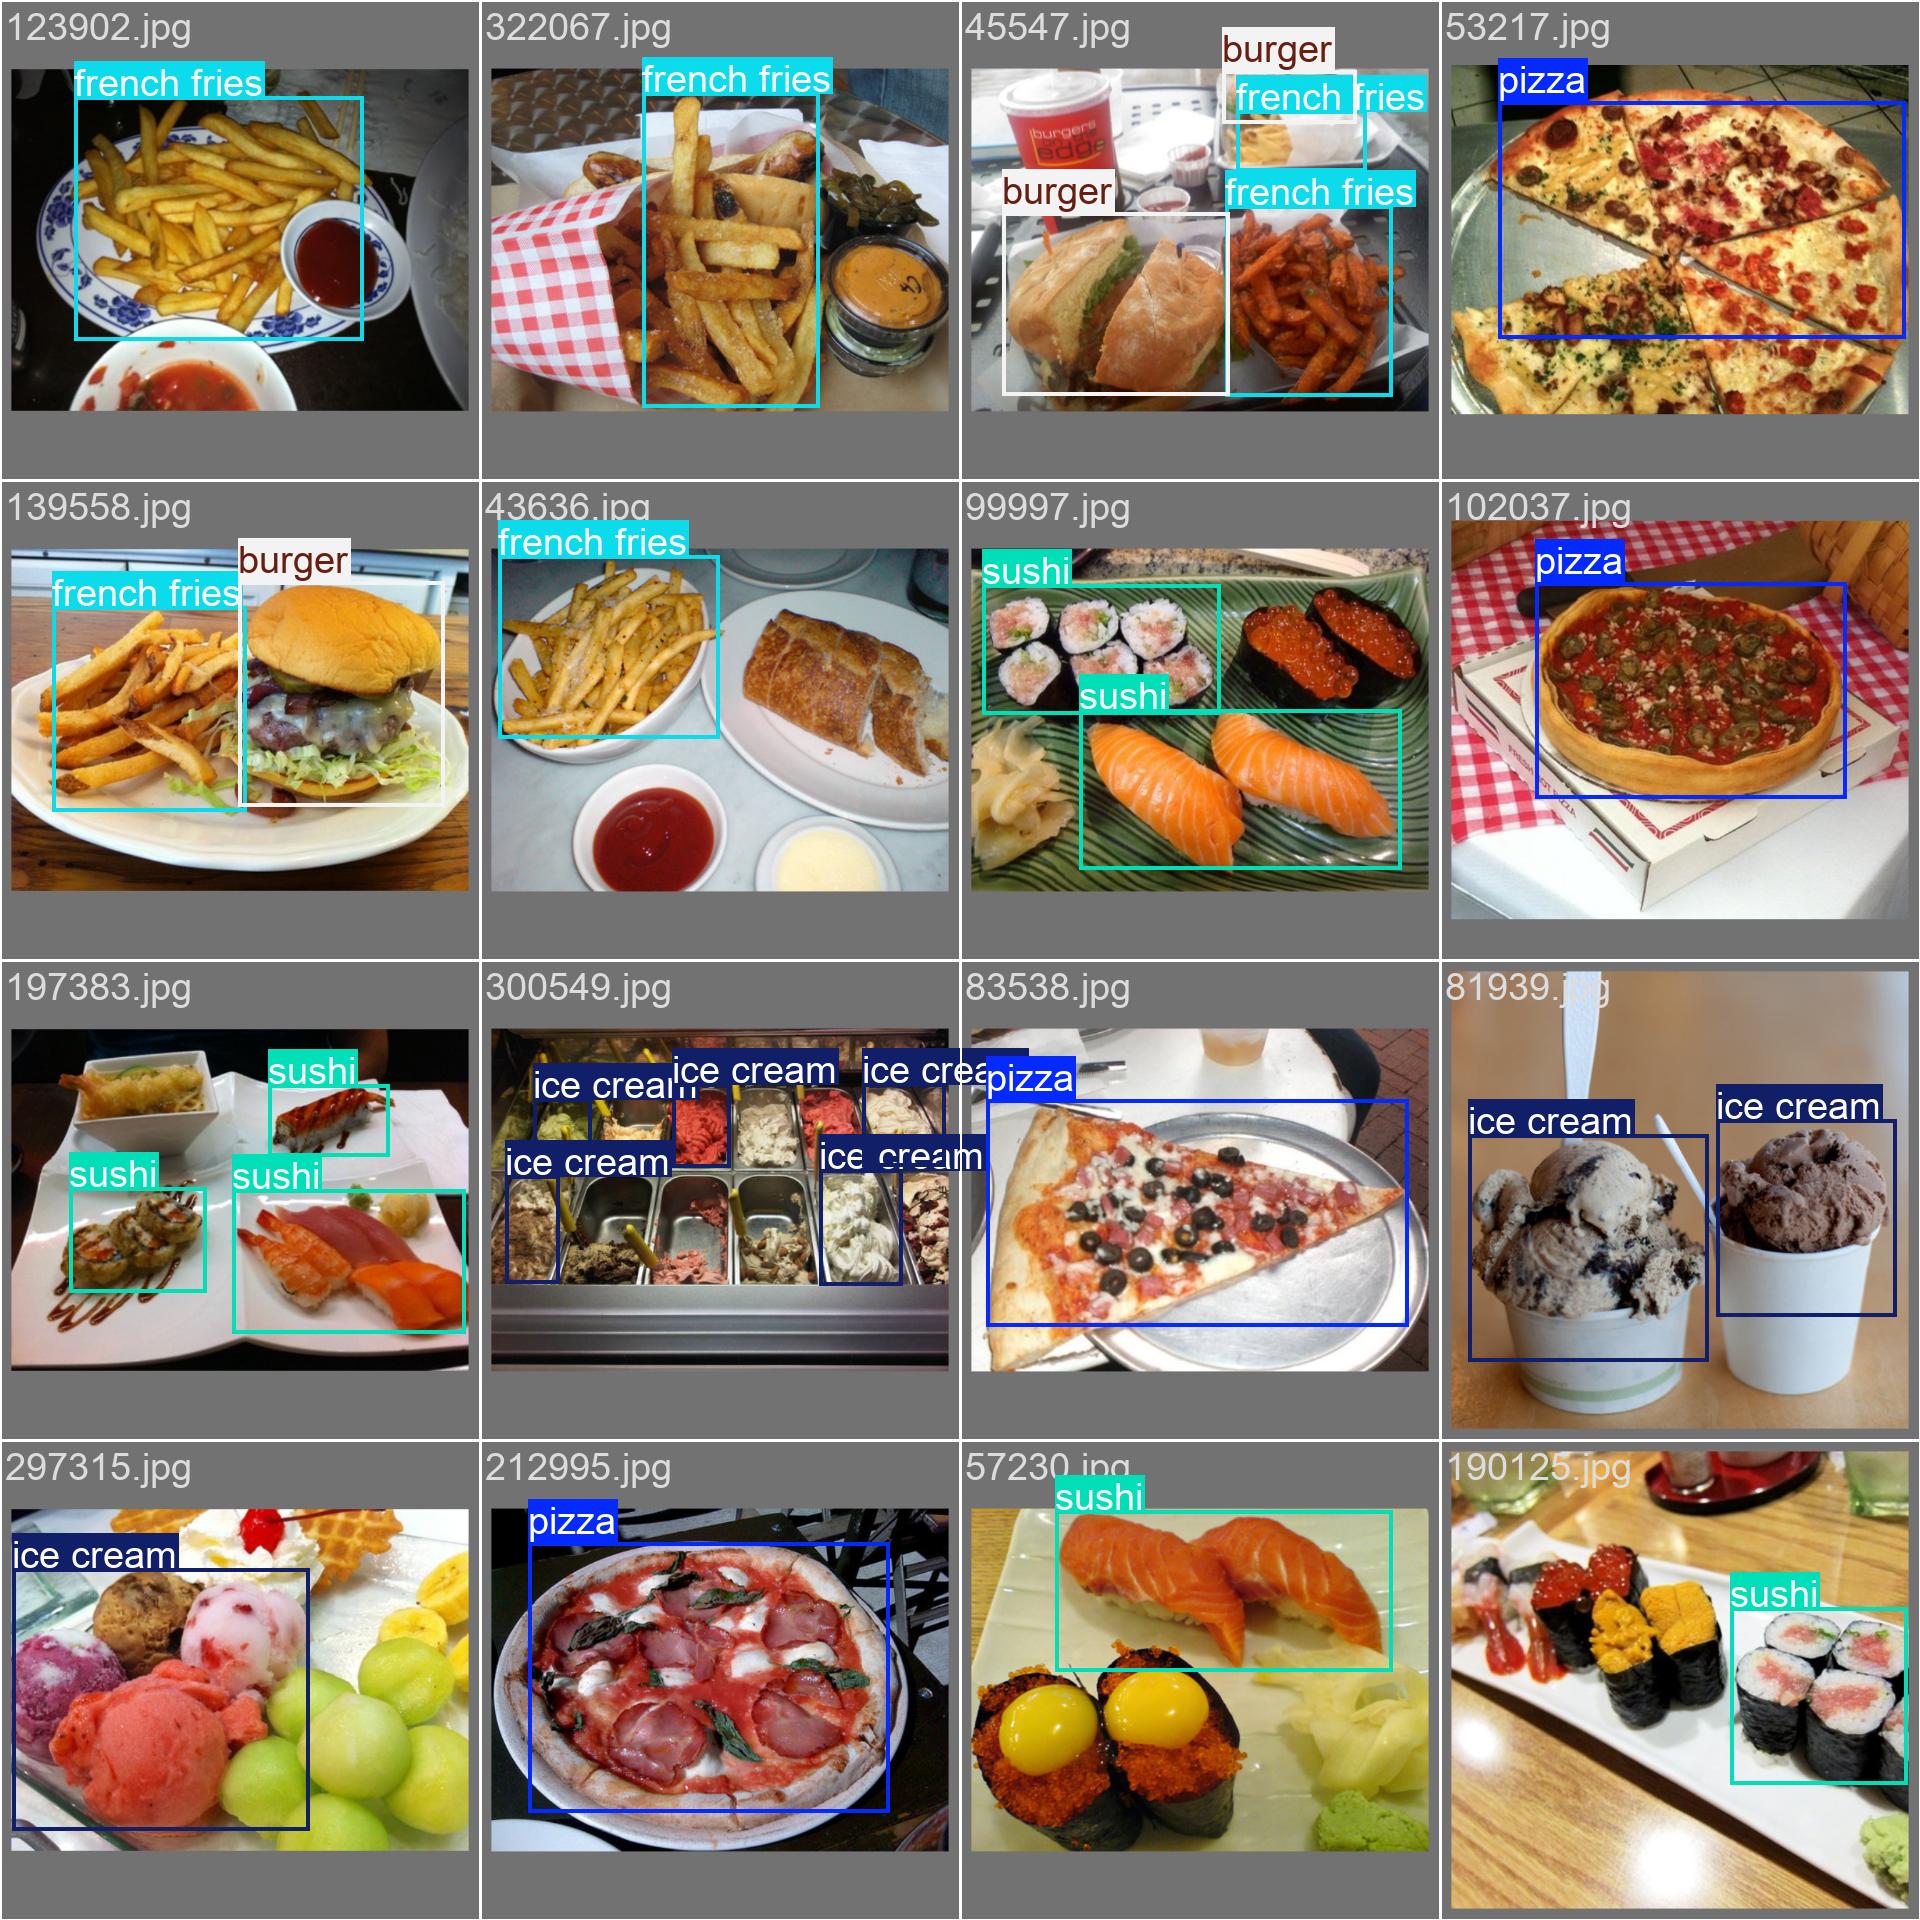 123902.jpg
french fries
322067.jpg
french fries
45547.jpg
burger
french fries
burgers
on the
edge
burger
french fries
53217.jpg
pizza
139558.jpg
french fries
burger
43636.jpg
french fries
99997.jpg
sushi
sushi
102037.jpg
pizza
197383.jpg
sushi
sushi
sushi
300549.jpg
ice cream
ice cream
ice crea
ice cream
ice cream
83538.jpg
pizza
81939.jpg
ice cream
ice cream
297315.jpg
ice cream
212995.jpg
pizza
57230.jpg
sushi
190125.jpg
sushi